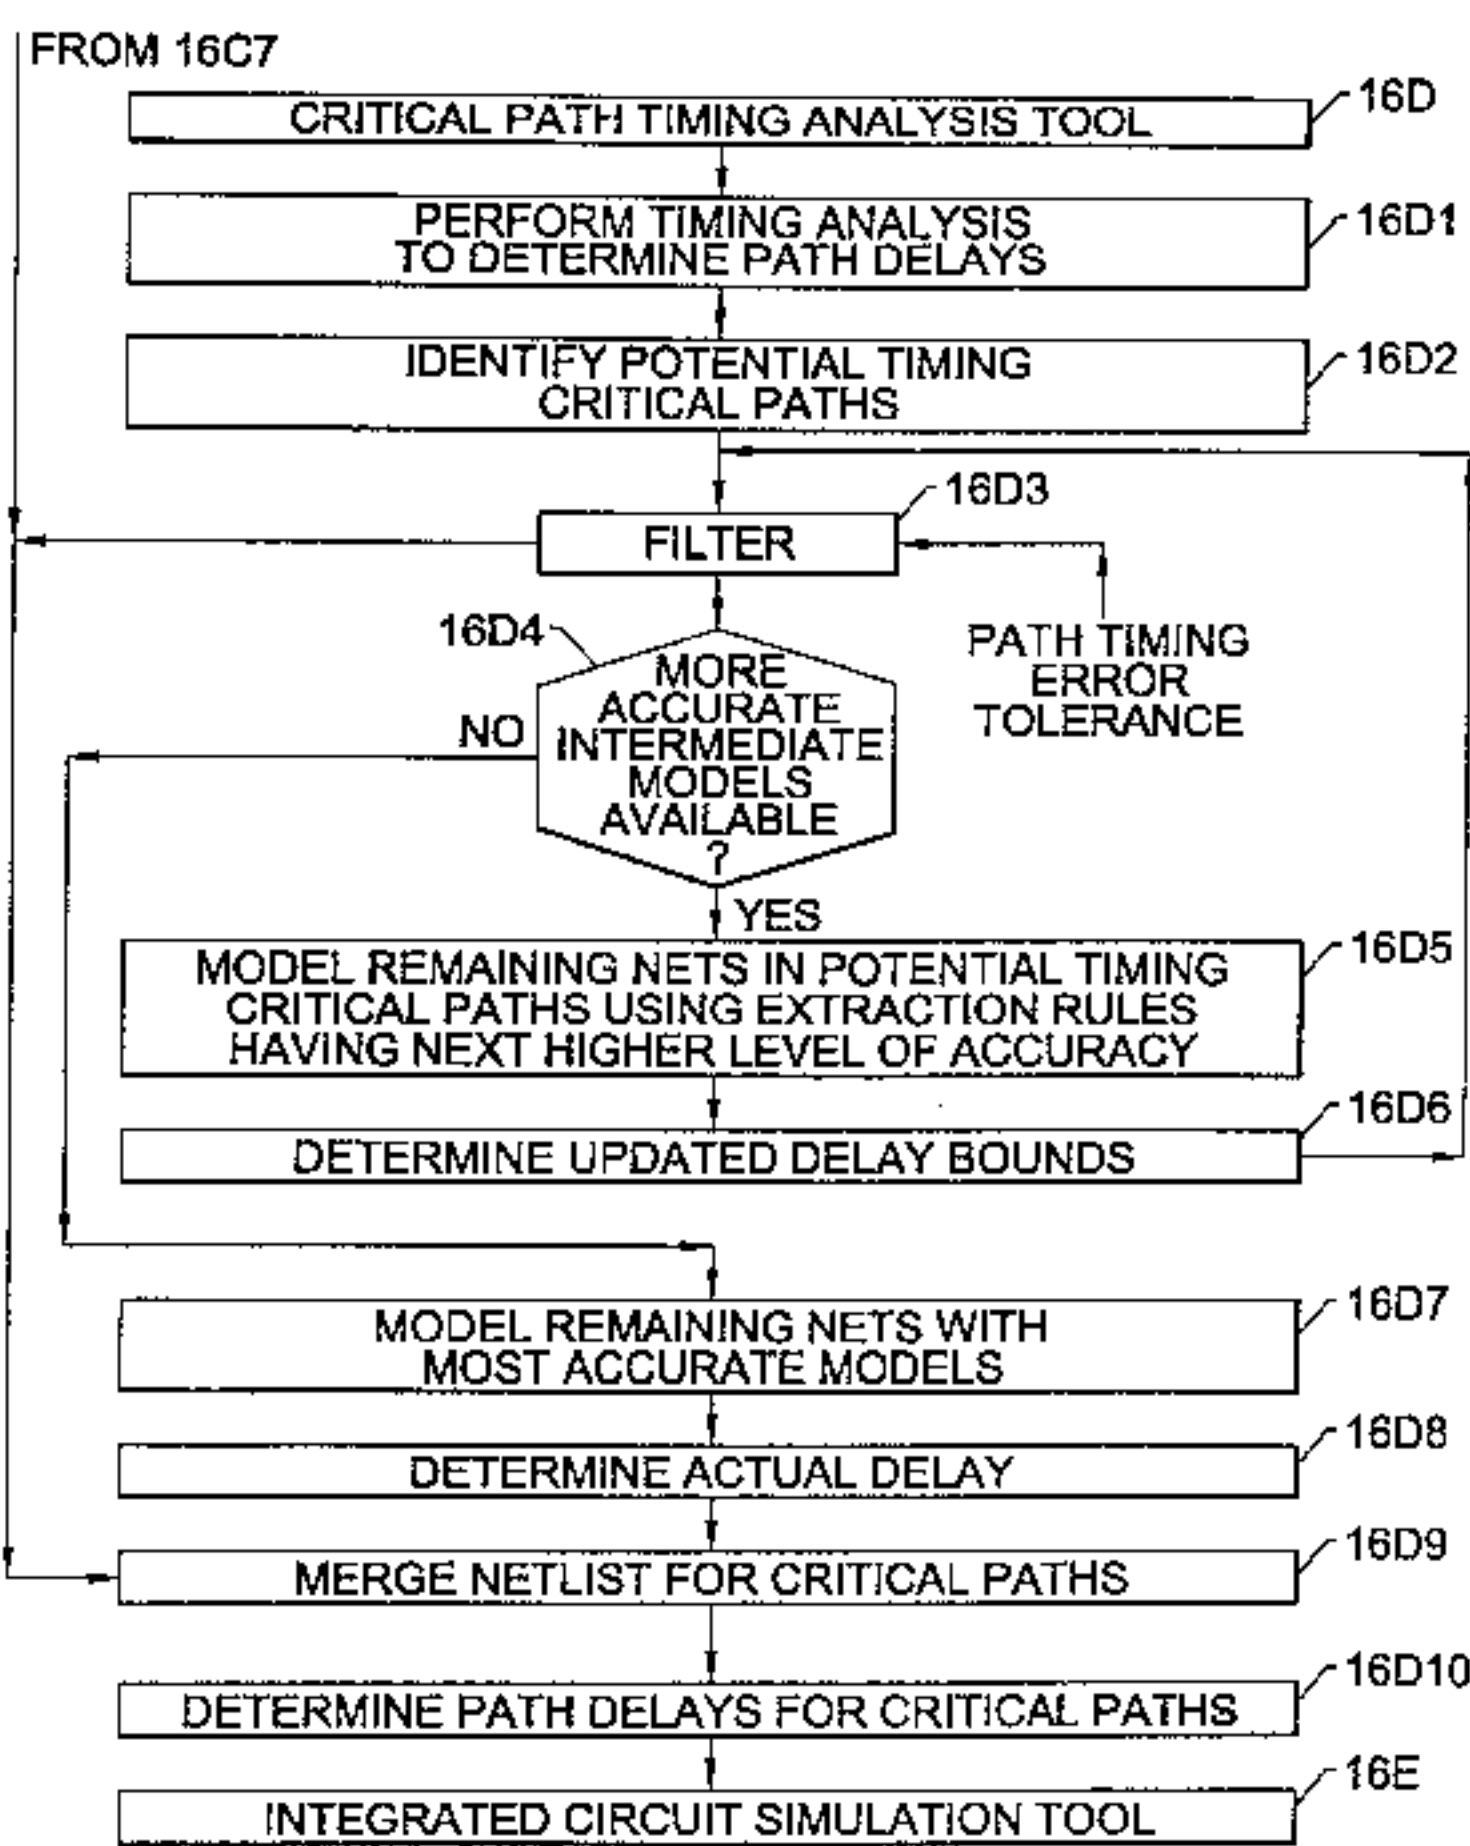 FROM 16C7
16D
CRITICAL PATH TIMING ANALYSIS TOOL
16D1
PERFORM TIMING ANALYSIS
TO DETERMINE PATH DELAYS
16D2
IDENTIFY POTENTIAL TIMING
CRITICAL PATHS
16D3
FILTER
16D4
PATH TIMING
ERROR
TOLERANCE
MORE
ACCURATE
INTERMEDIATE
MODELS
AVAILABLE
?
NO
YES
16D5
MODEL REMAINING NETS IN POTENTIAL TIMING
CRITICAL PATHS USING EXTRACTION RULES
HAVING NEXT HIGHER LEVEL OF ACCURACY
16D6
DETERMINE UPDATED DELAY BOUNDS
16D7
MODEL REMAINING NETS WITH
MOST ACCURATE MODELS
16D8
DETERMINE ACTUAL DELAY
16D9
MERGE NETLIST FOR CRITICAL PATHS
16D10
DETERMINE PATH DELAYS FOR CRITICAL PATHS
16E
INTEGRATED CIRCUIT SIMULATION TOOL